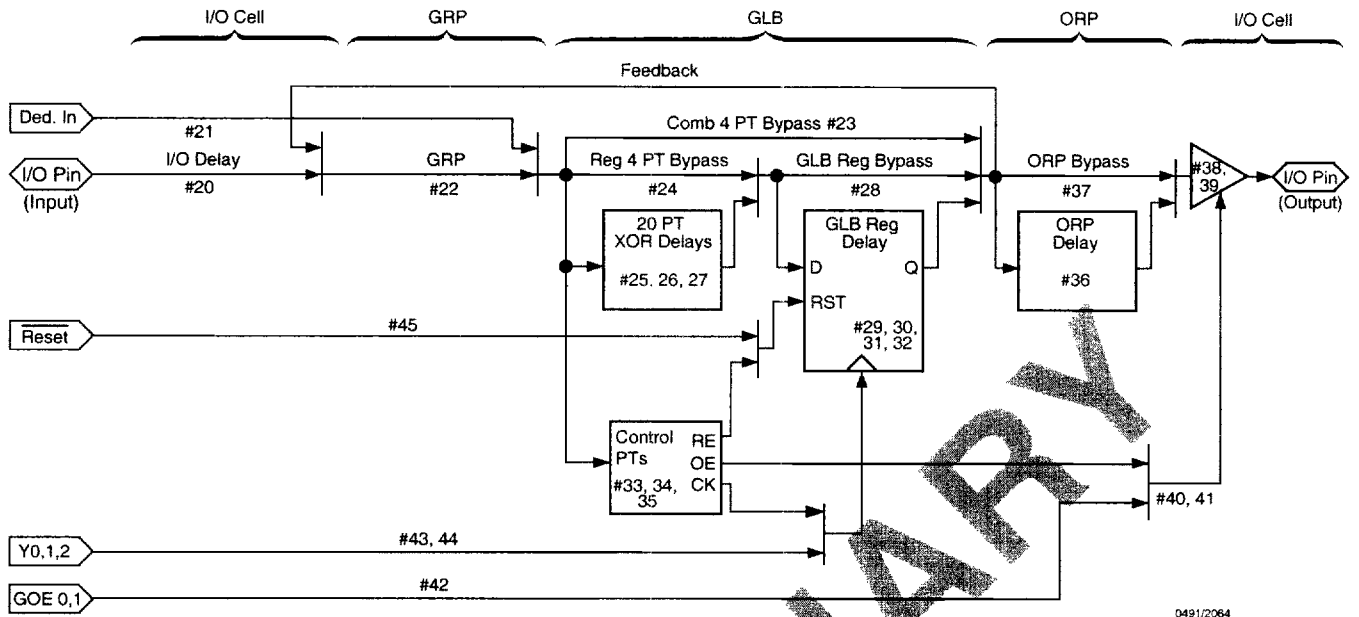 I/O Cell GRP GLB ORP I/O Cell
Feedback
Ded. In
#21
Comb 4 PT Bypass #23
I/O Pin
(Input)
I/O Delay
#20
GRP
#22
Reg 4 PT Bypass
#24
GLB Reg Bypass
#28
ORP Bypass
#37
#38,
39
I/O Pin
(Output)
20 PT
XOR Delays
#25. 26, 27
GLB Reg
Delay
D Q
RST
#29, 30,
31, 32
ORP
Delay
#36
Reset
#45
Control
PTs
#33, 34,
35
RE
OE
CK
#40, 41
Y0,1,2
#43, 44
GOE 0,1
#42
ARY
0491/2064